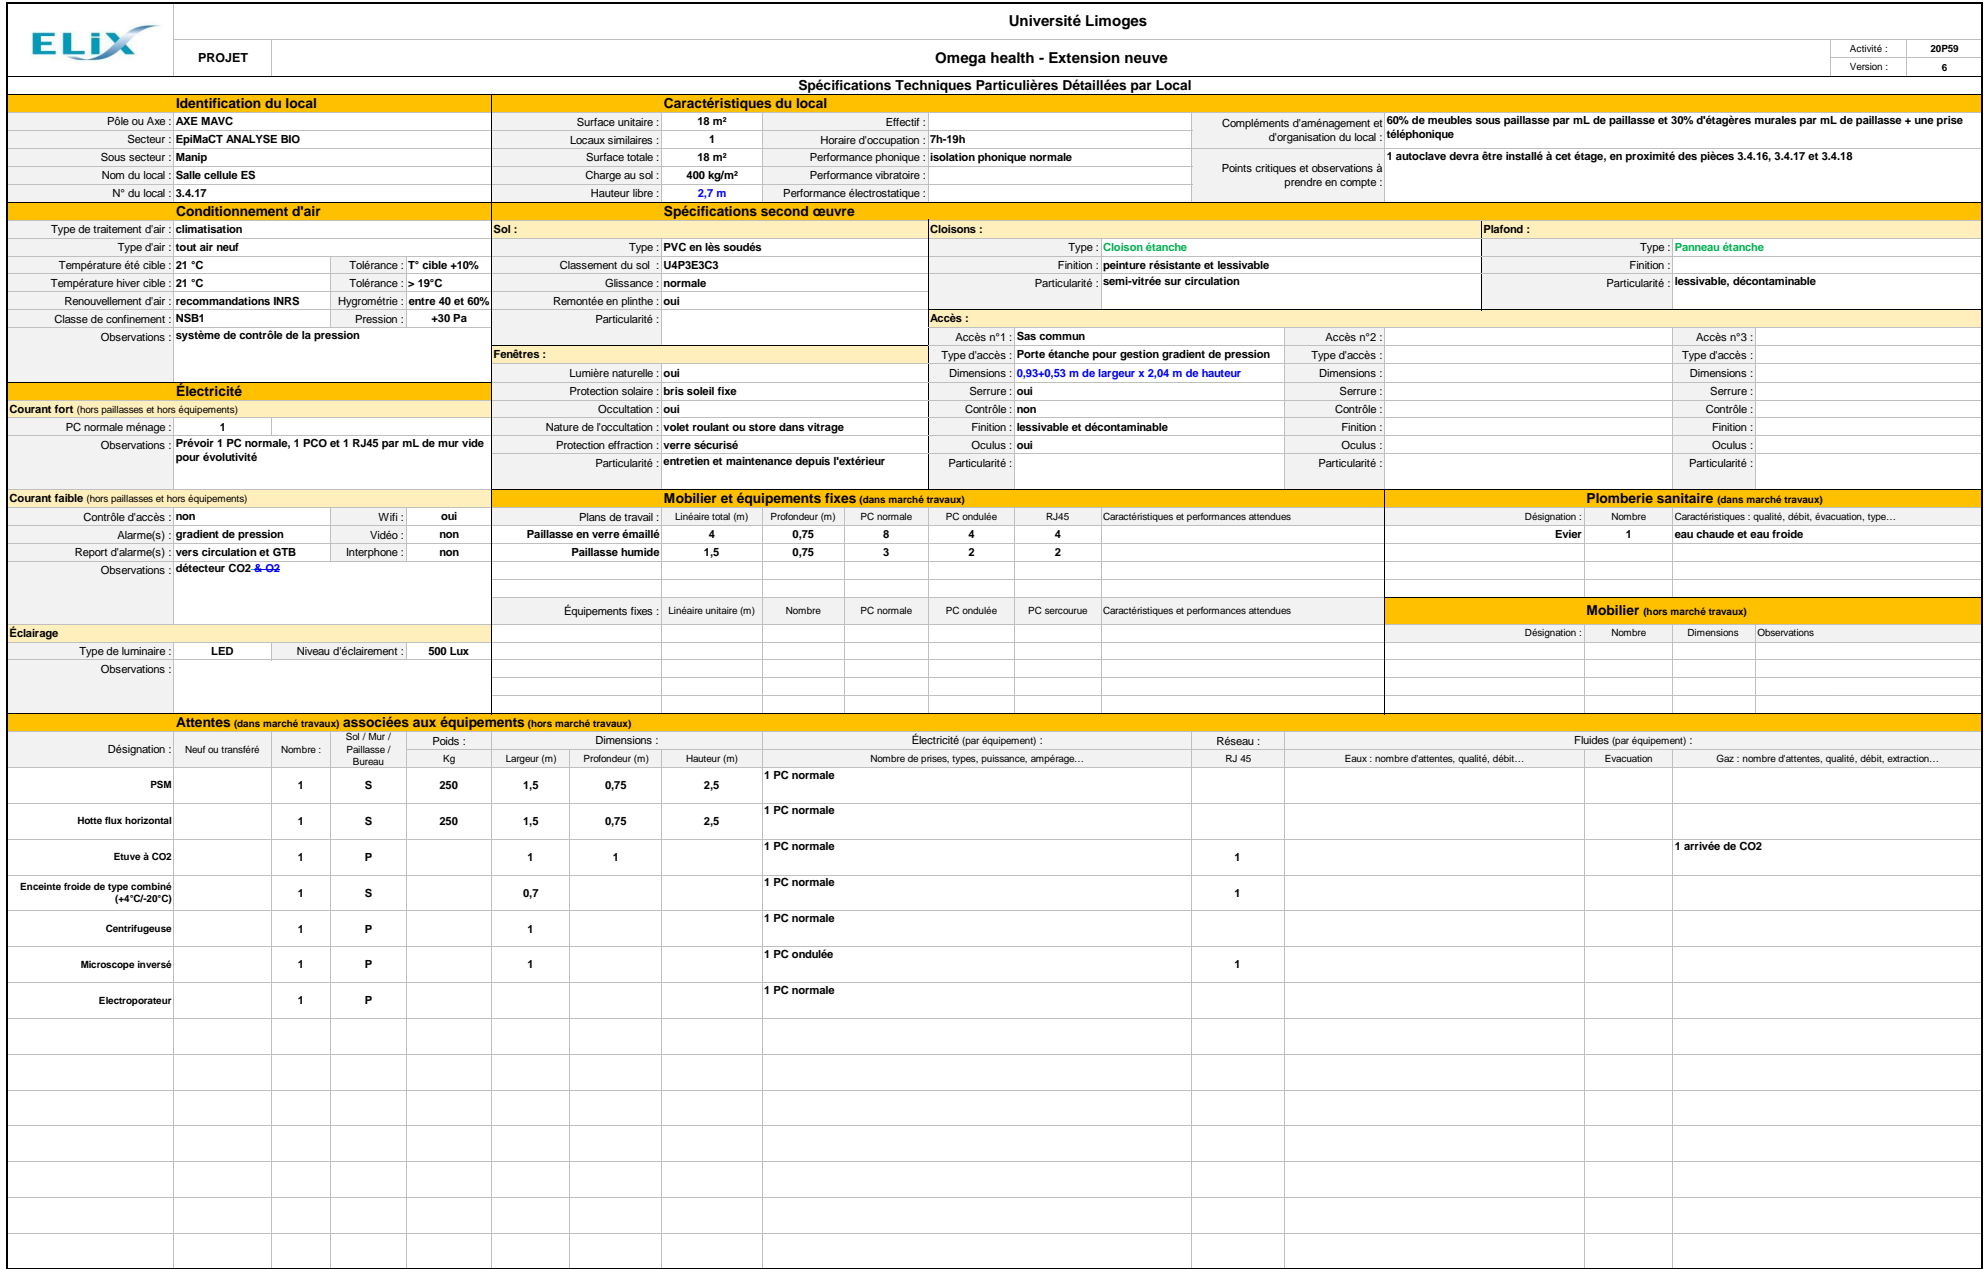 ELiX
Université Limoges
PROJET
Omega health - Extension neuve
Activité : 20P59
Version : 6
Spécifications Techniques Particulières Détaillées par Local
Identification du local
Pôle ou Axe : AXE MAVC
Secteur : EpiMaCT ANALYSE BIO
Sous secteur : Manip
Nom du local : Salle cellule ES
N° du local : 3.4.17
Caractéristiques du local
Surface unitaire : 18 m² Effectif :
Locaux similaires : 1 Horaire d'occupation : 7h-19h
Surface totale : 18 m² Performance phonique : isolation phonique normale
Charge au sol : 400 kg/m² Performance vibratoire :
Hauteur libre : 2,7 m Performance électrostatique :
Compléments d'aménagement et
d'organisation du local :
60% de meubles sous paillasse par mL de paillasse et 30% d'étagères murales par mL de paillasse + une prise
téléphonique
Points critiques et observations à
prendre en compte :
1 autoclave devra être installé à cet étage, en proximité des pièces 3.4.16, 3.4.17 et 3.4.18
Conditionnement d'air
Type de traitement d'air : climatisation
Type d'air : tout air neuf
Température été cible : 21 °C Tolérance : T° cible +10%
Température hiver cible : 21 °C Tolérance : > 19°C
Renouvellement d'air : recommandations INRS Hygrométrie : entre 40 et 60%
Classe de confinement : NSB1 Pression : +30 Pa
Observations : système de contrôle de la pression
Électricité
Courant fort (hors paillasses et hors équipements)
PC normale ménage : 1
Observations : Prévoir 1 PC normale, 1 PCO et 1 RJ45 par mL de mur vide
pour évolutivité
Courant faible (hors paillasses et hors équipements)
Contrôle d'accès : non Wifi : oui
Alarme(s) : gradient de pression Vidéo : non
Report d'alarme(s) : vers circulation et GTB Interphone : non
Observations : détecteur CO2 & O2
Éclairage
Type de luminaire : LED Niveau d'éclairement : 500 Lux
Observations :
Spécifications second œuvre
Sol :
Type : PVC en lès soudés
Classement du sol : U4P3E3C3
Glissance : normale
Remontée en plinthe : oui
Particularité :
Fenêtres :
Lumière naturelle : oui
Protection solaire : bris soleil fixe
Occultation : oui
Nature de l'occultation : volet roulant ou store dans vitrage
Protection effraction : verre sécurisé
Particularité : entretien et maintenance depuis l'extérieur
Cloisons :
Type : Cloison étanche
Finition : peinture résistante et lessivable
Particularité : semi-vitrée sur circulation
Plafond :
Type : Panneau étanche
Finition :
Particularité : lessivable, décontaminable
Accès :
Accès n°1 : Sas commun Accès n°2 : Accès n°3 :
Type d'accès : Porte étanche pour gestion gradient de pression Type d'accès : Type d'accès :
Dimensions : 0,93+0,53 m de largeur x 2,04 m de hauteur Dimensions : Dimensions :
Serrure : oui Serrure : Serrure :
Contrôle : non Contrôle : Contrôle :
Finition : lessivable et décontaminable Finition : Finition :
Oculus : oui Oculus : Oculus :
Particularité : Particularité : Particularité :
Mobilier et équipements fixes (dans marché travaux)
Plans de travail : Linéaire total (m) Profondeur (m) PC normale PC ondulée RJ45 Caractéristiques et performances attendues
Paillasse en verre émaillé 4 0,75 8 4 4
Paillasse humide 1,5 0,75 3 2 2
Équipements fixes : Linéaire unitaire (m) Nombre PC normale PC ondulée PC sercourue Caractéristiques et performances attendues
Plomberie sanitaire (dans marché travaux)
Désignation : Nombre Caractéristiques : qualité, débit, évacuation, type…
Evier 1 eau chaude et eau froide
Mobilier (hors marché travaux)
Désignation : Nombre Dimensions Observations
Attentes (dans marché travaux) associées aux équipements (hors marché travaux)
Désignation : Neuf ou transféré Nombre : Sol / Mur /
Paillasse /
Bureau
Poids : Dimensions : Électricité (par équipement) : Réseau : Fluides (par équipement) :
Kg Largeur (m) Profondeur (m) Hauteur (m) Nombre de prises, types, puissance, ampérage… RJ 45 Eaux : nombre d'attentes, qualité, débit… Evacuation Gaz : nombre d'attentes, qualité, débit, extraction…
PSM 1 S 250 1,5 0,75 2,5 1 PC normale
Hotte flux horizontal 1 S 250 1,5 0,75 2,5 1 PC normale
Etuve à CO2 1 P 1 1 1 PC normale 1 1 arrivée de CO2
Enceinte froide de type combiné
(+4°C/-20°C) 1 S 0,7 1 PC normale 1
Centrifugeuse 1 P 1 1 PC normale
Microscope inversé 1 P 1 1 PC ondulée 1
Electroporateur 1 P 1 PC normale